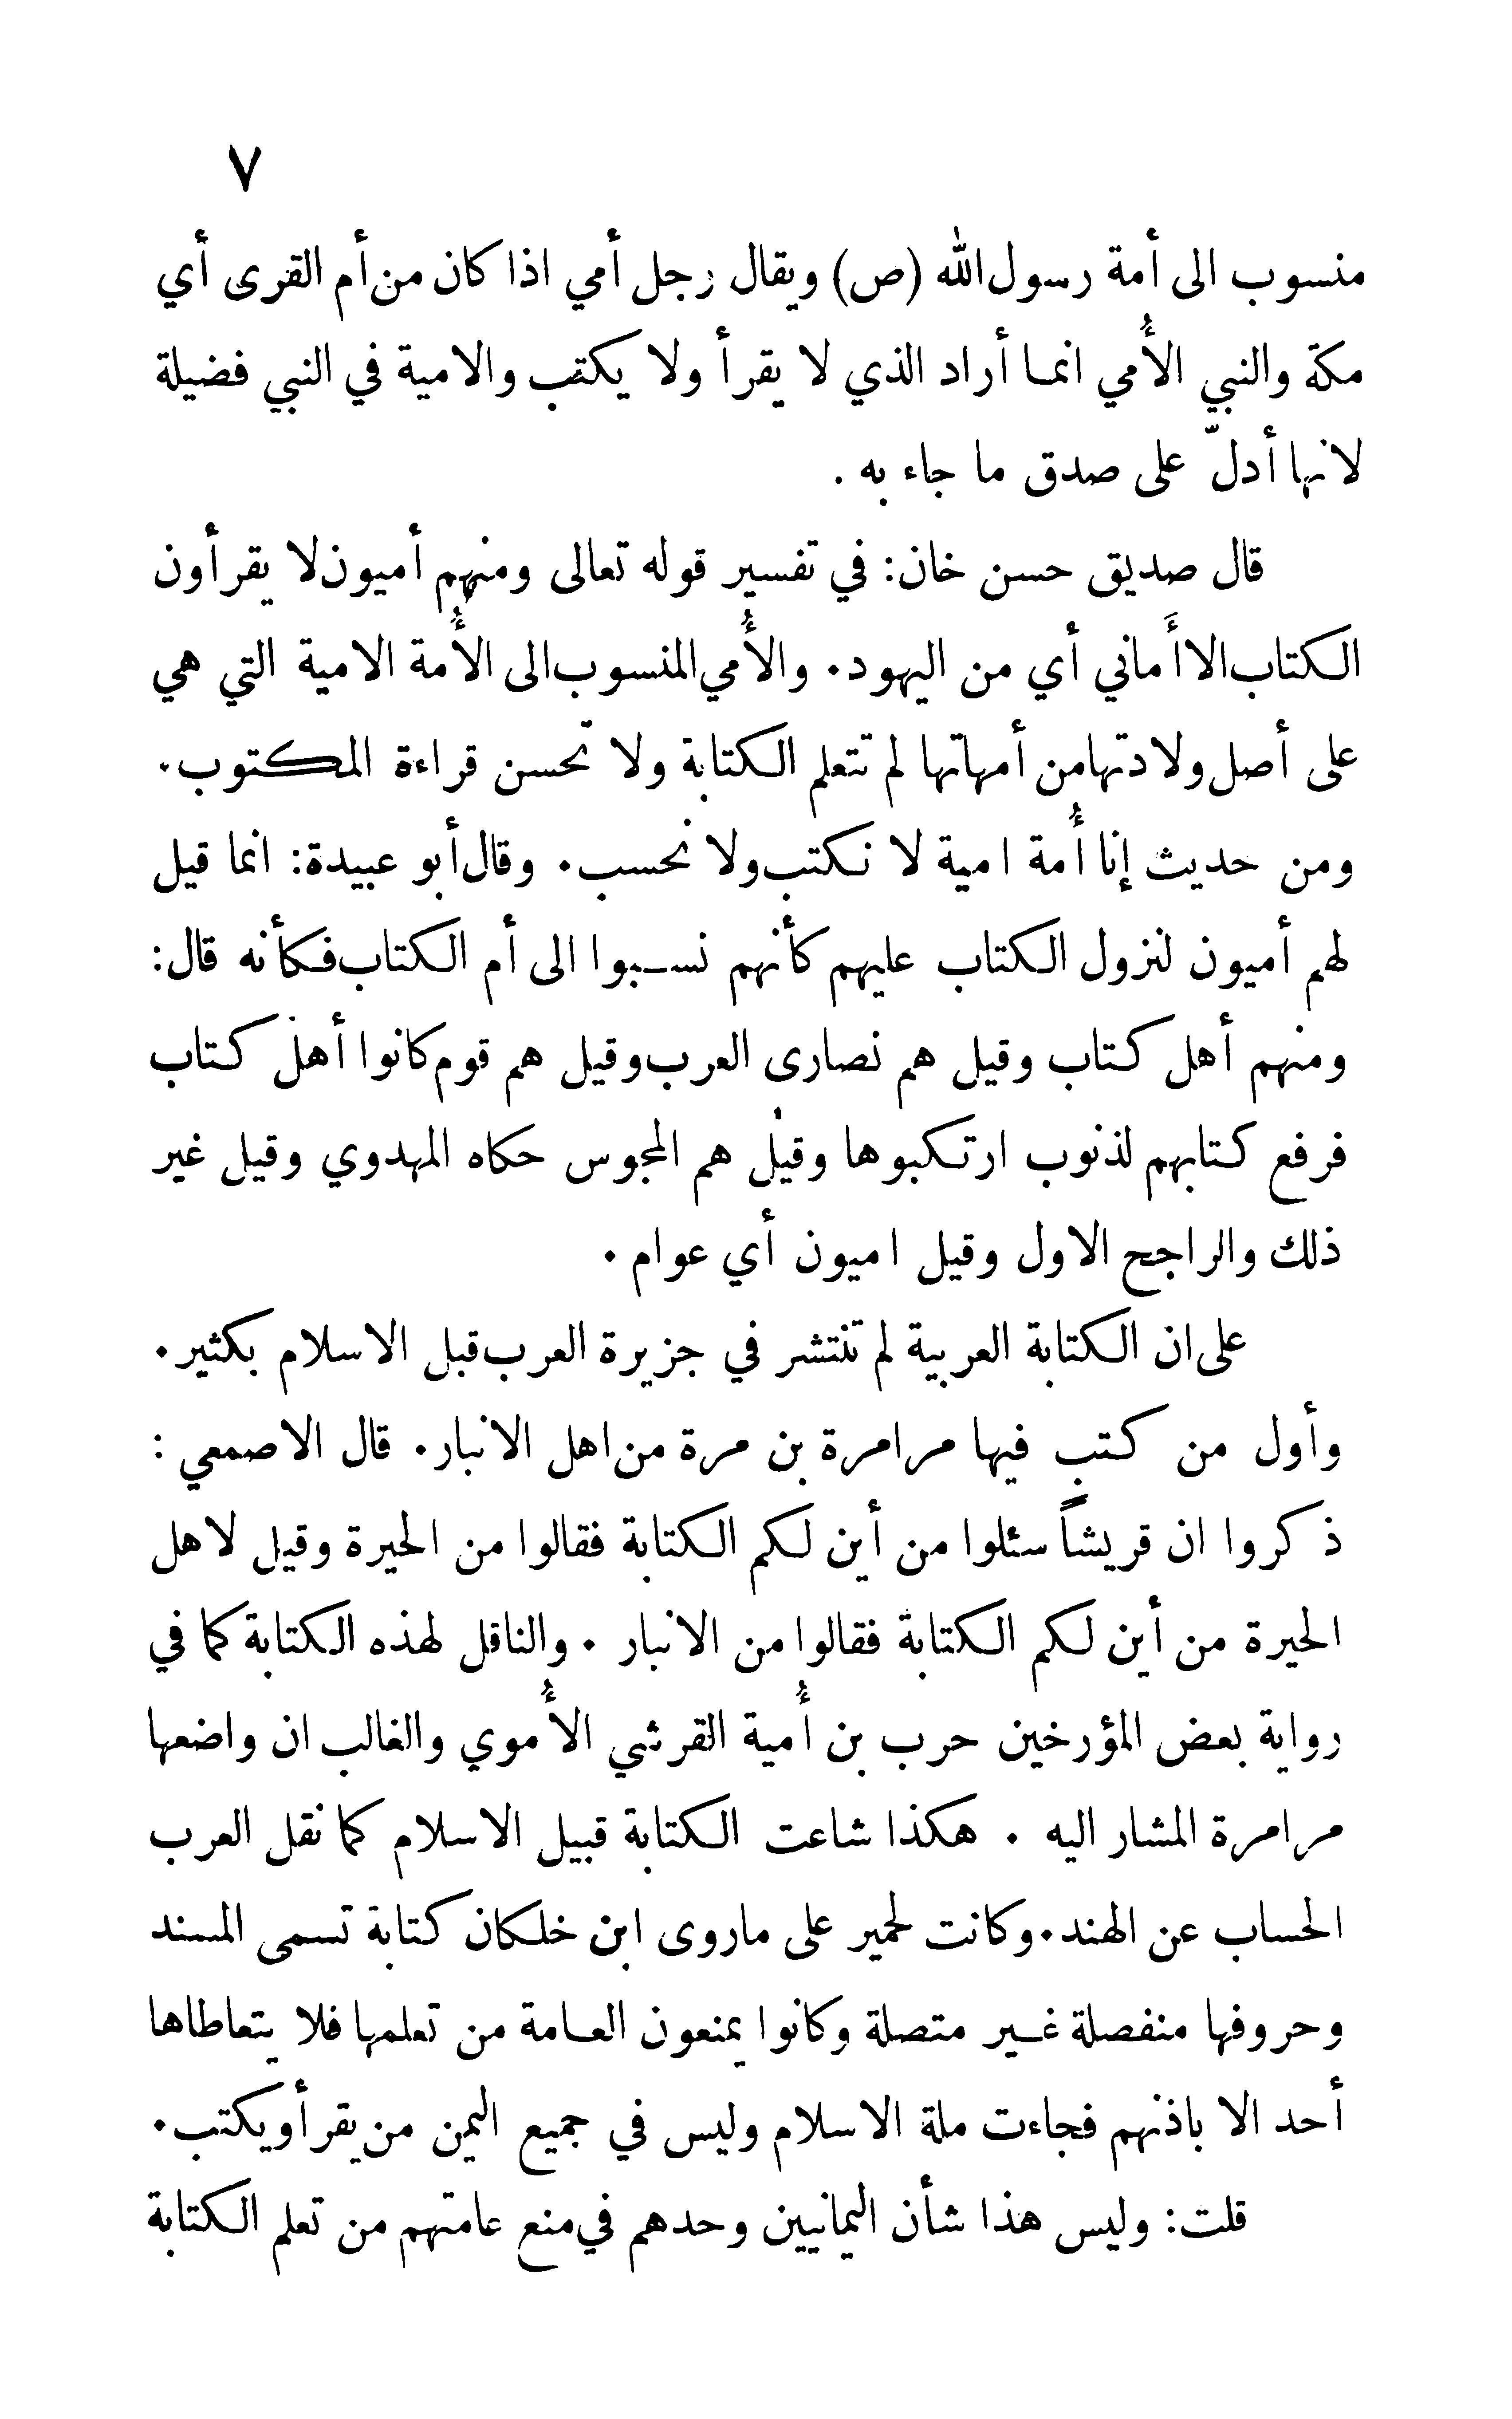 ٧
منسوب الى أمة رسول الله (ص) ويقال رجل أمي اذا كان من أم القرى أي
مكة والنبي الأُمي انما أراد الذي لا يقرأ ولا يكتب والامية في النبي فضيلة
لانها أدلّ على صدق ما جاء به .
قال صديق حسن خان: في تفسير قوله تعالى ومنهم أميون لا يقرأون
الكتاب الا أَماني أي من اليهود. والأُمي المنسوب الى الأُمة الامية التي هي
على أصل ولادتها من أمهاتها لم تتعلم الكتابة ولا تحسن قراءة المكتوب.
ومن حديث إنا أُمة امية لا نكتب ولا نحسب. وقال أبو عبيدة: انما قيل
لهم أميون لنزول الكتاب عليهم كأنهم نسبوا الى أم الكتاب فكأنه قال:
ومنهم أهل كتاب وقيل هم نصارى العرب وقيل هم قوم كانوا أهل كتاب
فرفع كتابهم لذنوب ارتكبوها وقيل هم المجوس حكاه المهدوي وقيل غير
ذلك والراجح الاول وقيل اميون أي عوام .
على ان الكتابة العربية لم تنتشر في جزيرة العرب قبل الاسلام بكثير.
وأول من كتب فيها مرامرة بن مرة من اهل الانبار. قال الاصمعي :
ذكروا ان قريشاً سئلوا من أين لكم الكتابة فقالوا من الحيرة وقيل لاهل
الحيرة من أين لكم الكتابة فقالوا من الانبار . والناقل لهذه الكتابة كما في
رواية بعض المؤرخين حرب بن أُمية القرشي الأُموي والغالب ان واضعها
مرامرة المشار اليه . هكذا شاعت الكتابة قبيل الاسلام كما نقل العرب
الحساب عن الهند. وكانت لحمير على ماروى ابن خلكان كتابة تسمى المسند
وحروفها منفصلة غير متصلة وكانوا يمنعون العامة من تعلمها فلا يتعاطاها
أحد الا باذنهم فجاءت ملة الاسلام وليس في جميع اليمن من يقرأ ويكتب.
قلت: وليس هذا شأن اليمانيين وحدهم في منع عامتهم من تعلم الكتابة